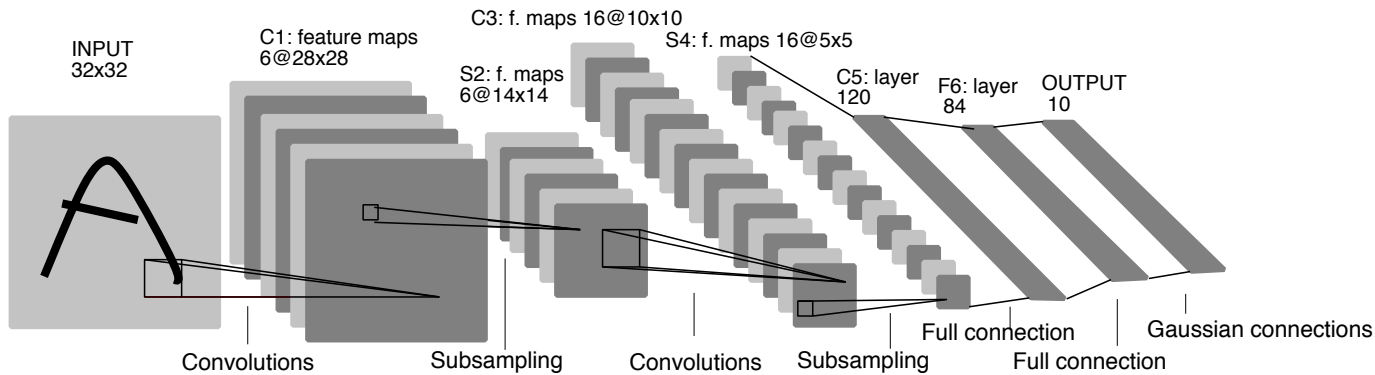 INPUT
32x32
C1: feature maps
6@28x28
S2: f. maps
6@14x14
C3: f. maps 16@10x10
S4: f. maps 16@5x5
C5: layer
120
F6: layer
84
OUTPUT
10
Convolutions
Subsampling
Convolutions
Subsampling
Full connection
Full connection
Gaussian connections